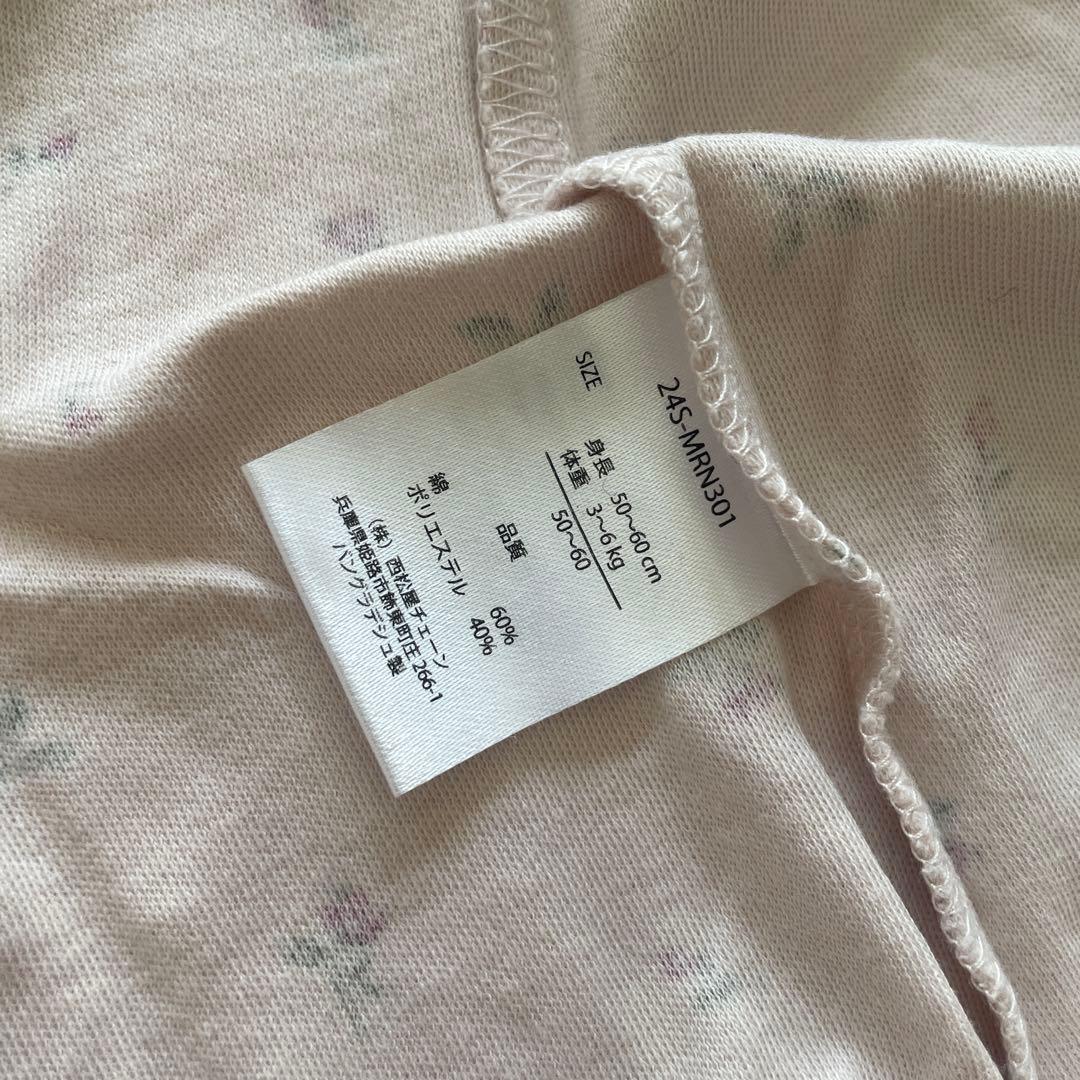 24S-MRN301
SIZE
身長 50〜60 cm
体重 3〜6 kg
50〜60
品質
綿 60%
ポリエステル 40%
(株) 西松屋チェーン
兵庫県姫路市飾東町庄266-1
バングラデシュ製